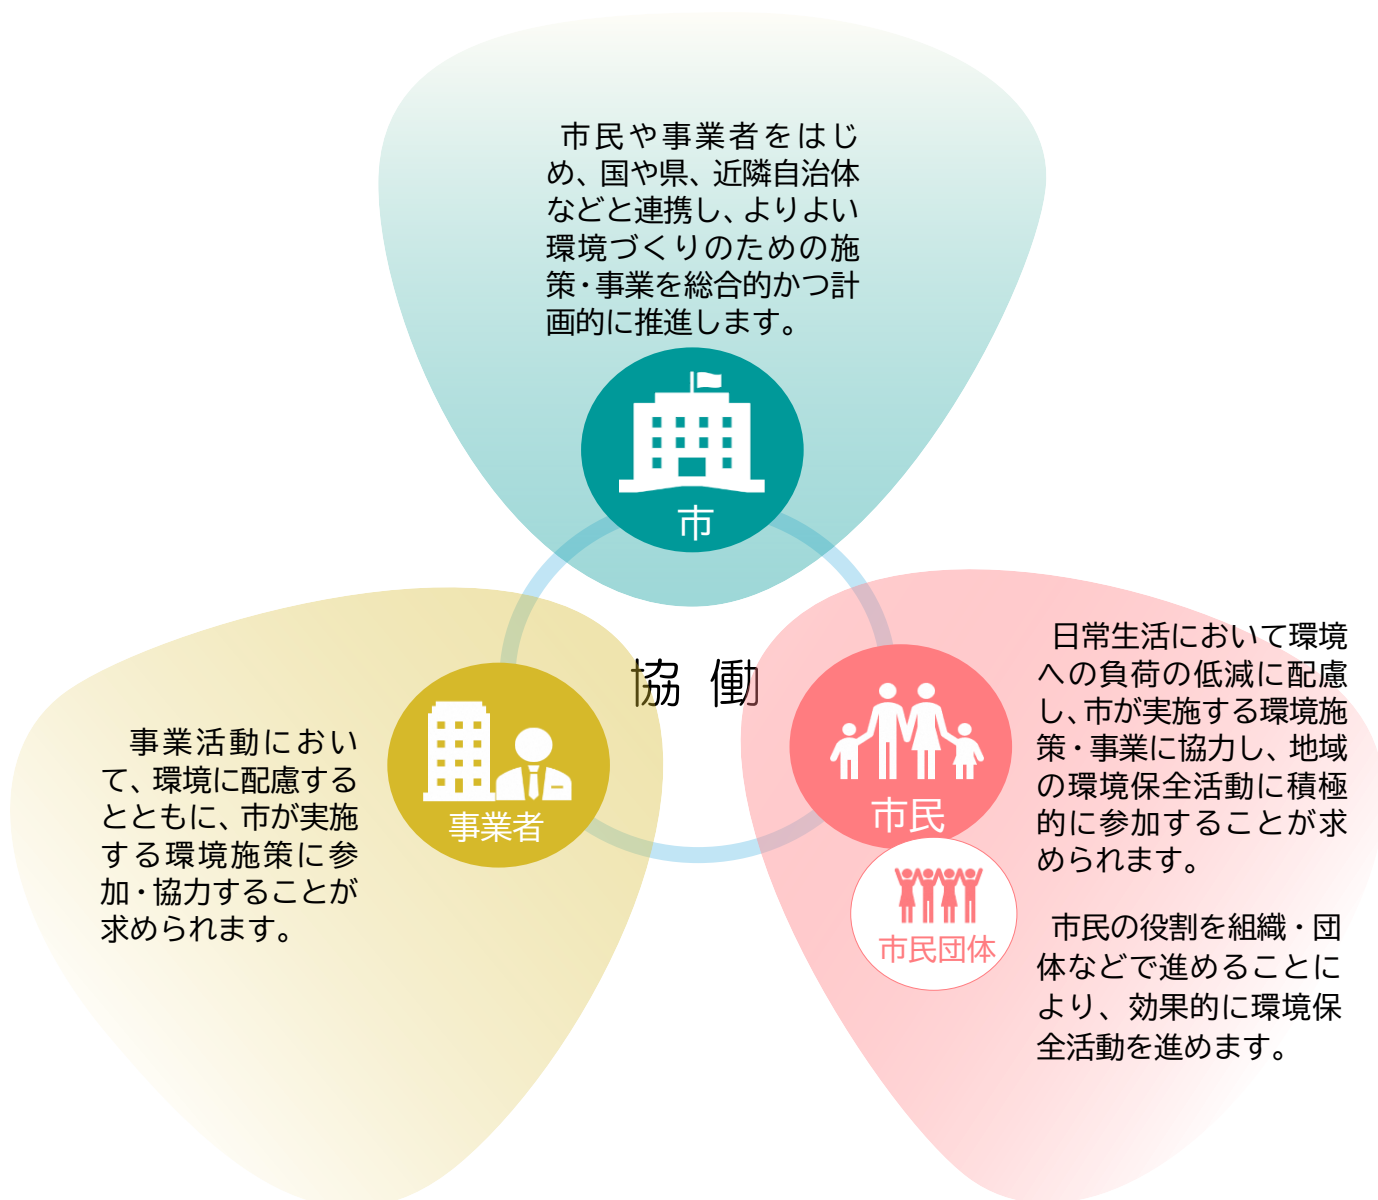 市民や事業者をはじ
め、国や県、近隣自治体
などと連携し、よりよい
環境づくりのための施
策・事業を総合的かつ計
画的に推進します。
市
協働
事業活動におい
て、環境に配慮する
とともに、市が実施
する環境施策に参
加・協力することが
求められます。
事業者
市民
市民団体
日常生活において環境
への負荷の低減に配慮
し、市が実施する環境施
策・事業に協力し、地域
の環境保全活動に積極
的に参加することが求
められます。
市民の役割を組織・団
体などで進めることに
より、効果的に環境保
全活動を進めます。